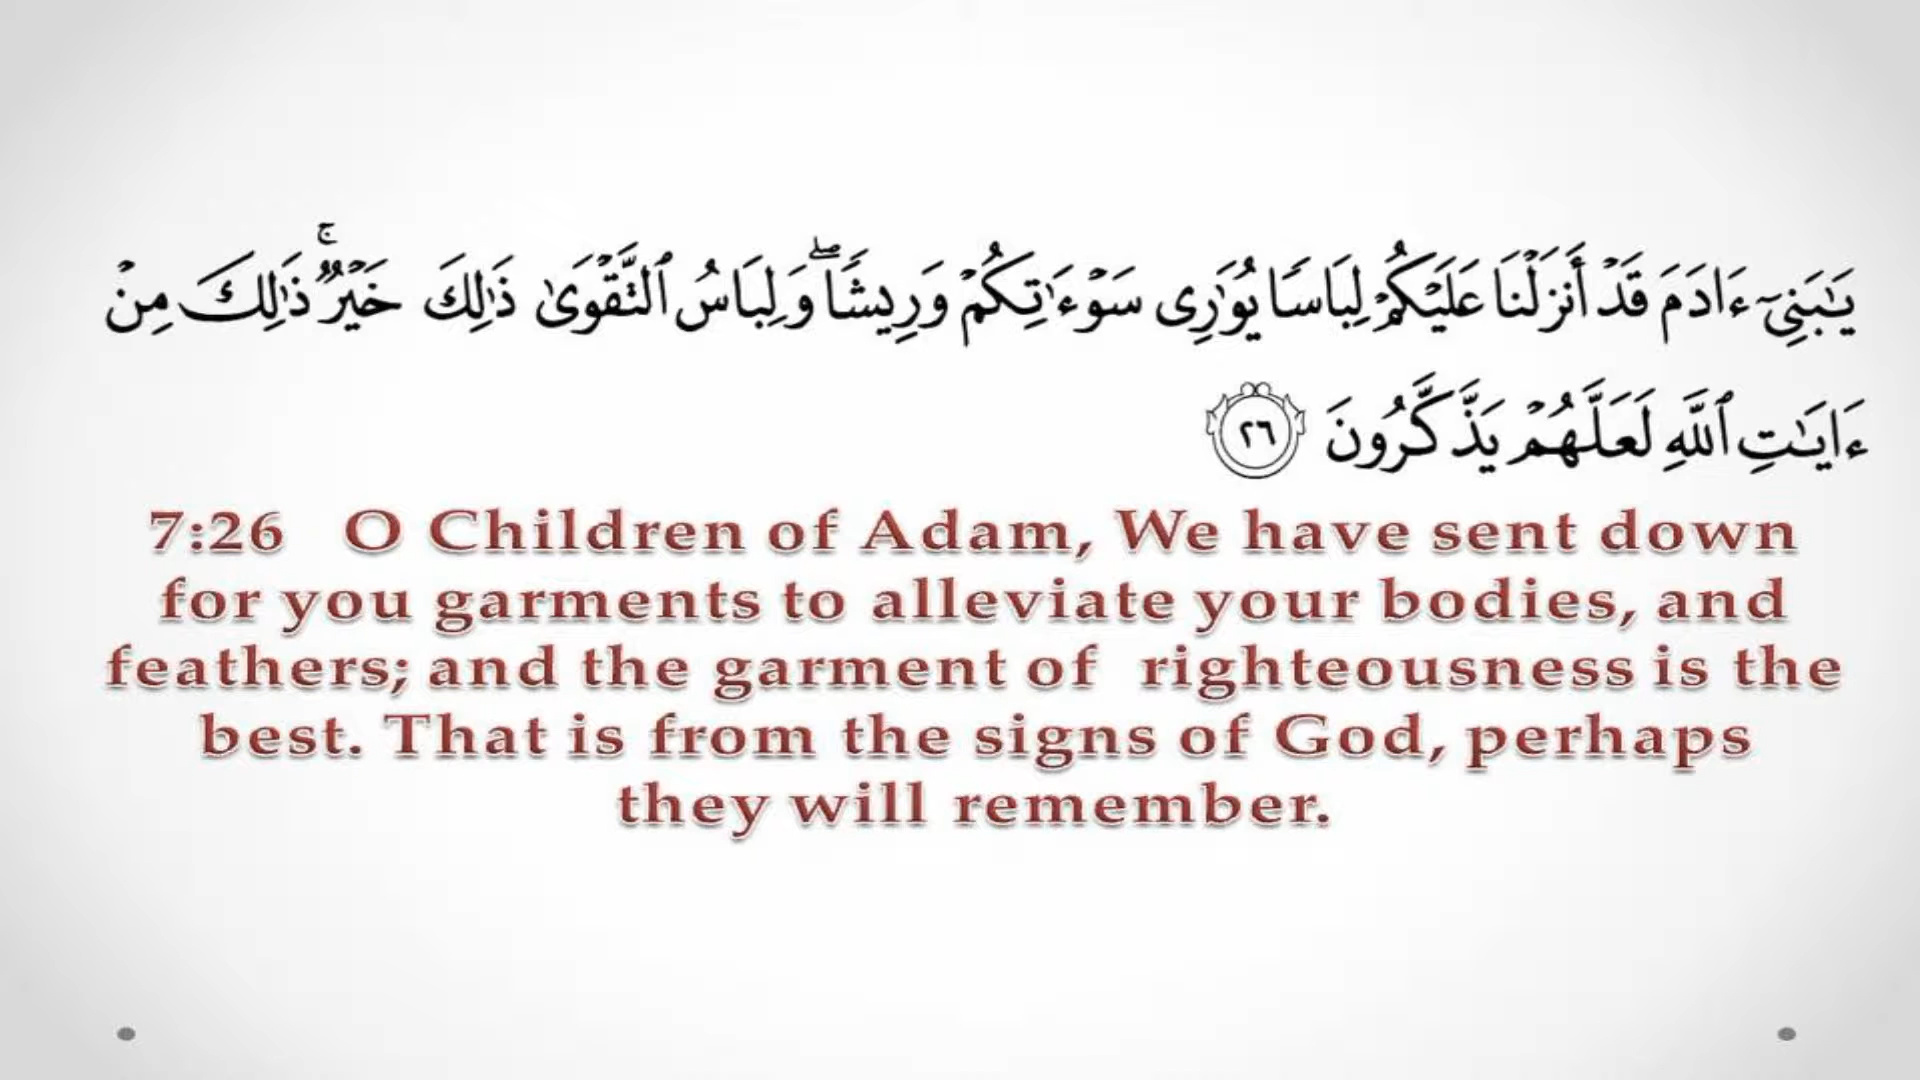 يَـٰبَنِىٓ ءَادَمَ قَدْ أَنزَلْنَا عَلَيْكُمْ لِبَاسًا يُوَٰرِى سَوْءَٰتِكُمْ وَرِيشًا ۖ وَلِبَاسُ ٱلتَّقْوَىٰ ذَٰلِكَ خَيْرٌ ۚ ذَٰلِكَ مِنْ
ءَايَـٰتِ ٱللَّهِ لَعَلَّهُمْ يَذَّكَّرُونَ ٢٦
7:26 O Children of Adam, We have sent down
for you garments to alleviate your bodies, and
feathers; and the garment of righteousness is the
best. That is from the signs of God, perhaps
they will remember.